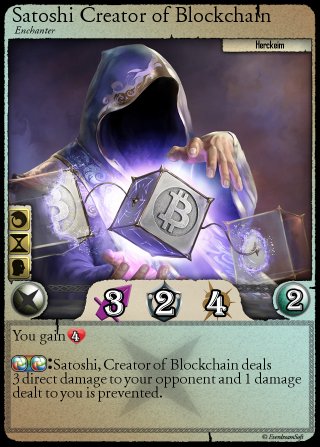 Satoshi Creator of Blockchain
Enchanter
Herckeim
3 2 4 2
You gain 4
:Satoshi, Creator of Blockchain deals
3 direct damage to your opponent and 1 damage
dealt to you is prevented.
© EverdreamSoft